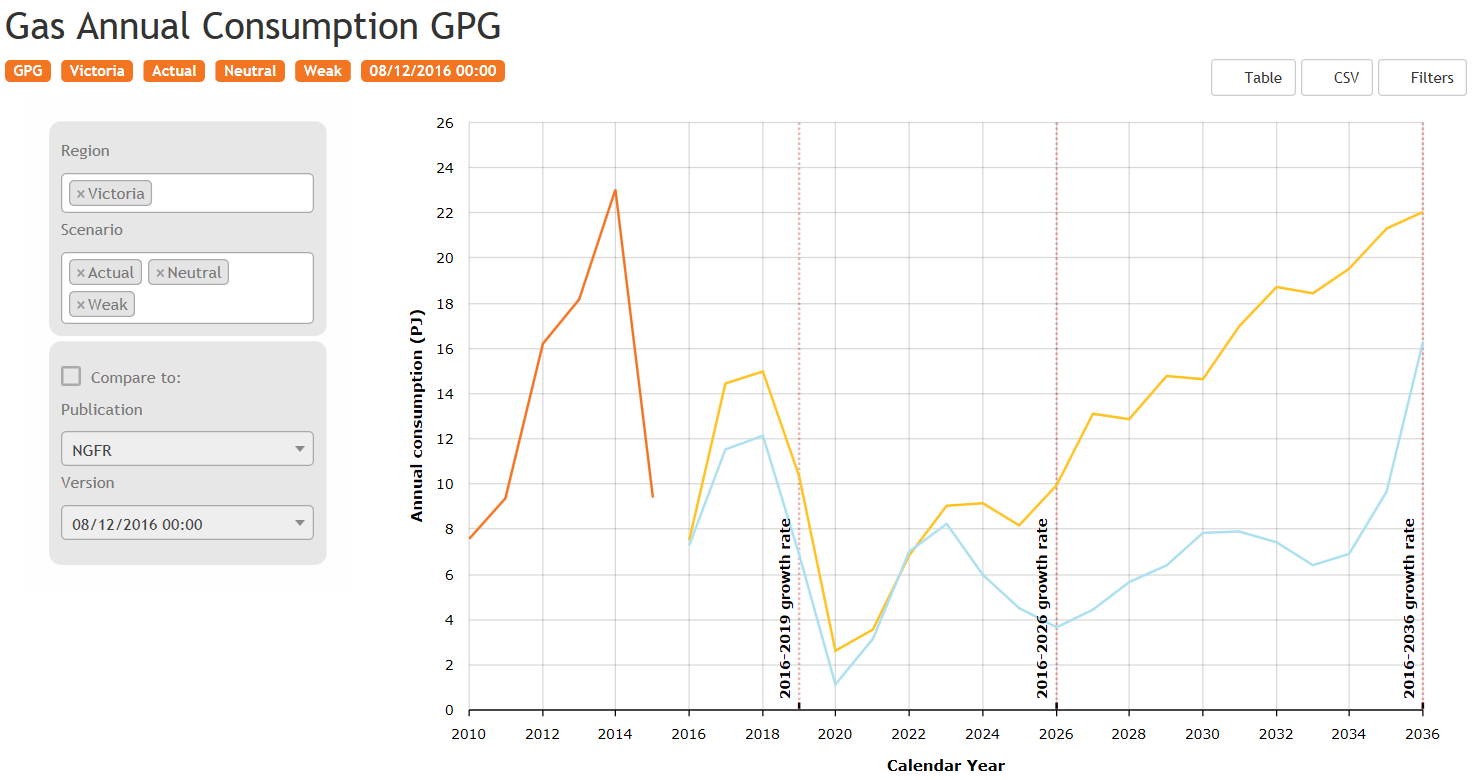 Gas Annual Consumption GPG
GPG Victoria Actual Neutral Weak 08/12/2016 00:00
Table CSV Filters
Region
×Victoria
Scenario
×Actual ×Neutral
×Weak
Compare to:
Publication
NGFR
Version
08/12/2016 00:00
Annual consumption (PJ)
26
24
22
20
18
16
14
12
10
8
6
4
2
0
2016-2019 growth rate
2016-2026 growth rate
2016-2036 growth rate
2010 2012 2014 2016 2018 2020 2022 2024 2026 2028 2030 2032 2034 2036
Calendar Year